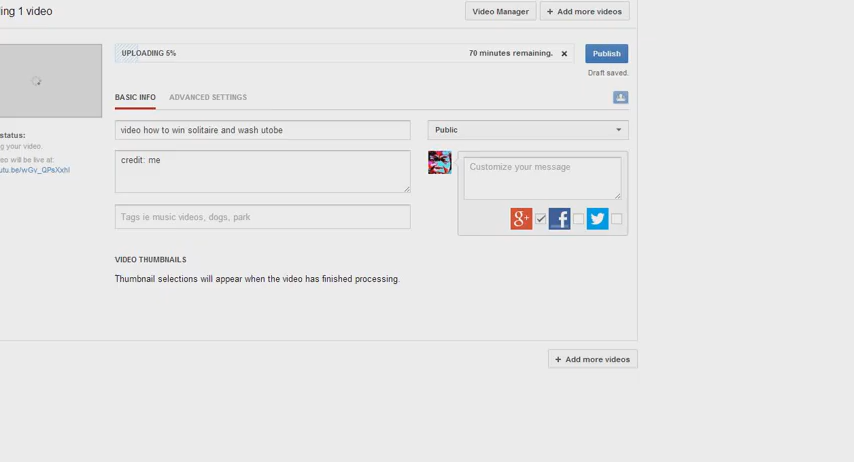 ing 1 video
Video Manager
+ Add more videos
UPLOADING 5%
70 minutes remaining.
Publish
Draft saved.
BASIC INFO
ADVANCED SETTINGS
status:
g your video.
eo will be live at:
utu.be/wGv_QPsXxhI
video how to win solitaire and wash utobe
Public
credit: me
Customize your message
Tags ie music videos, dogs, park
g+
f
VIDEO THUMBNAILS
Thumbnail selections will appear when the video has finished processing.
+ Add more videos